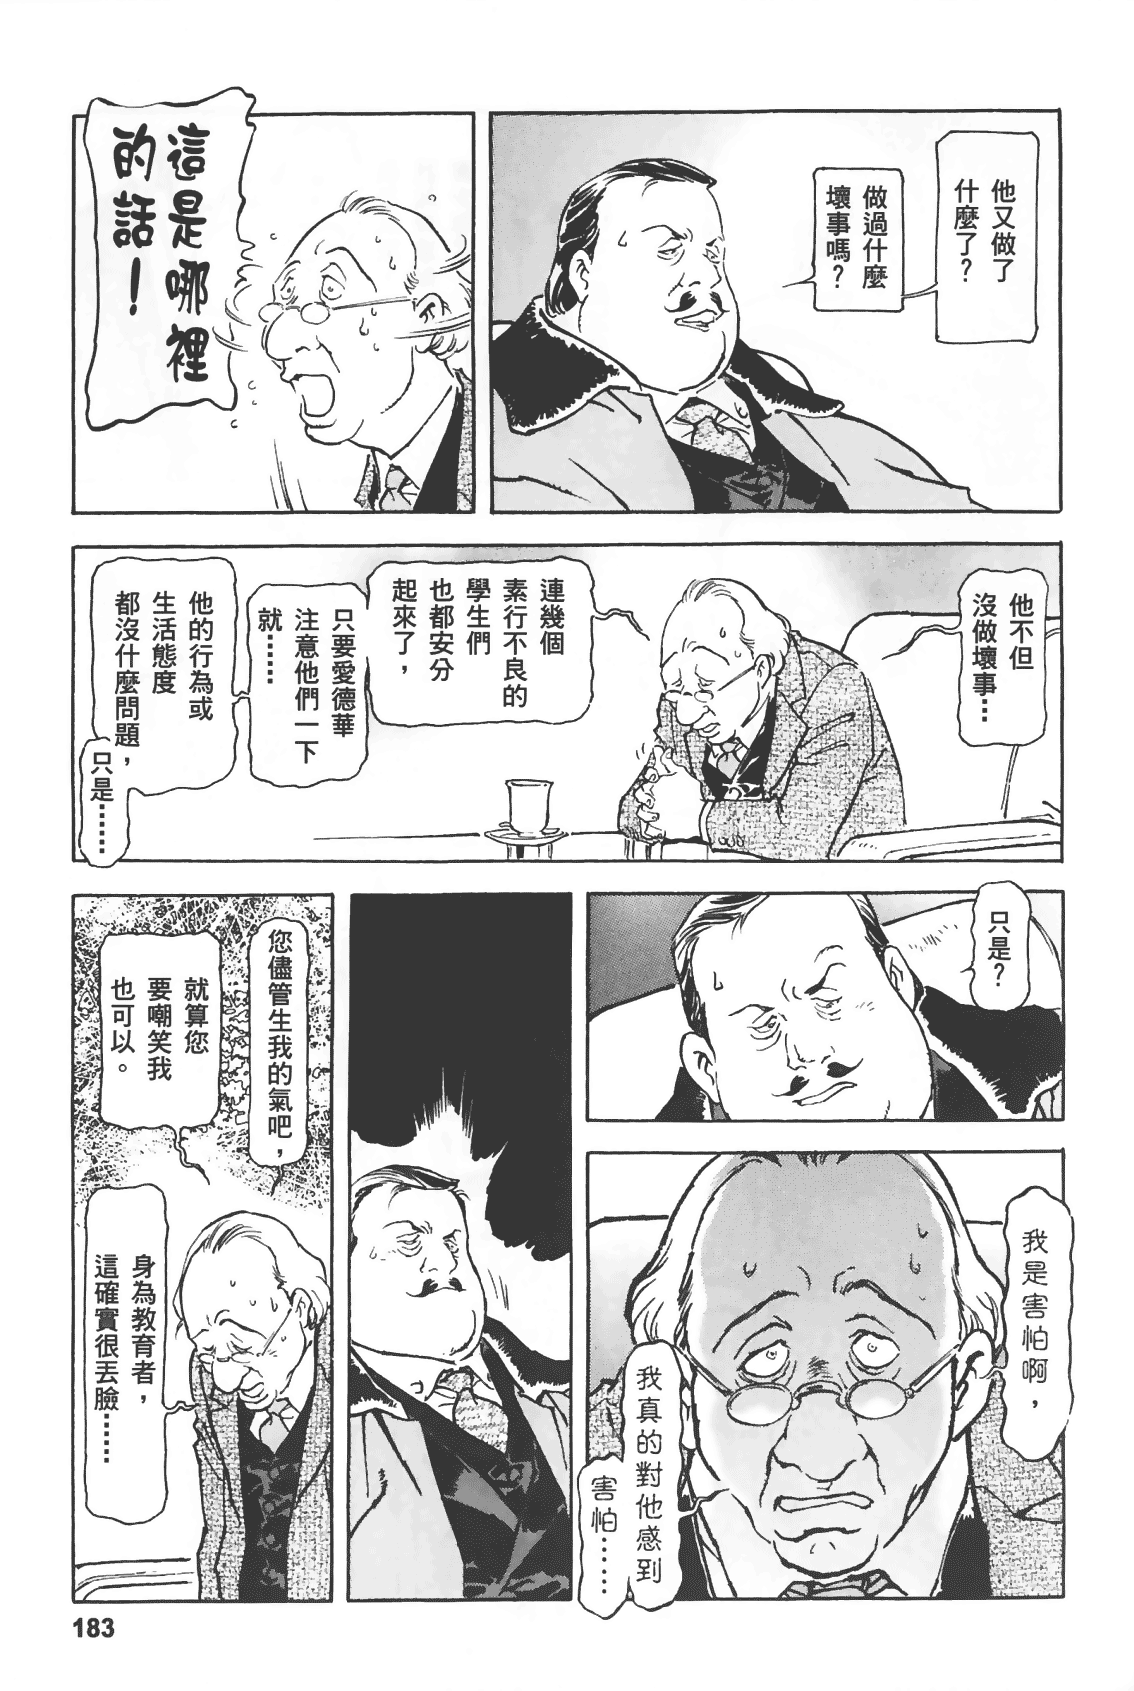 他又做了
什麼了？
做過什麼
壞事嗎？
這是哪裡
的話！
他不但
沒做壞事…
連幾個
素行不良的
學生們
也都安分
起來了，
只要愛德華
注意他們一下
就……
他的行為或
生活態度
都沒什麼問題，
只是……
只是？
我是害怕啊，
我真的對他感到
害怕……
您儘管生我的氣吧，
就算您
要嘲笑我
也可以。
身為教育者，
這確實很丟臉……
183